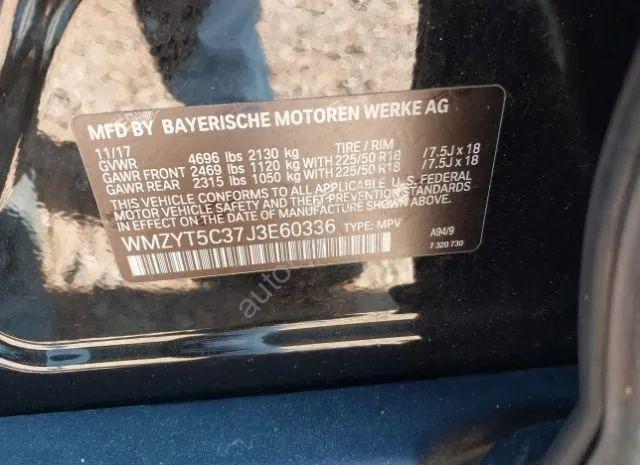 MFD BY BAYERISCHE MOTOREN WERKE AG
11/17 TIRE / RIM
GVWR 4696 lbs 2130 kg
GAWR FRONT 2469 lbs 1120 kg WITH 225/50 R18 /7.5J x 18
GAWR REAR 2315 lbs 1050 kg WITH 225/50 R18 /7.5J x 18
THIS VEHICLE CONFORMS TO ALL APPLICABLE U.S. FEDERAL
MOTOR VEHICLE SAFETY AND THEFT PREVENTION STANDARDS
IN EFFECT ON THE DATE OF MANUFACTURE SHOWN ABOVE.
WMZYT5C37J3E60336 TYPE: MPV
A94/9
7 320 730